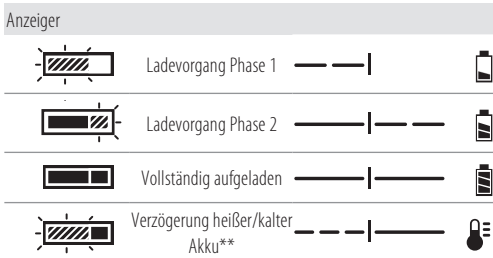 Anzeiger
Ladevorgang Phase 1
Ladevorgang Phase 2
Vollständig aufgeladen
Verzögerung heißer/kalter
Akku**